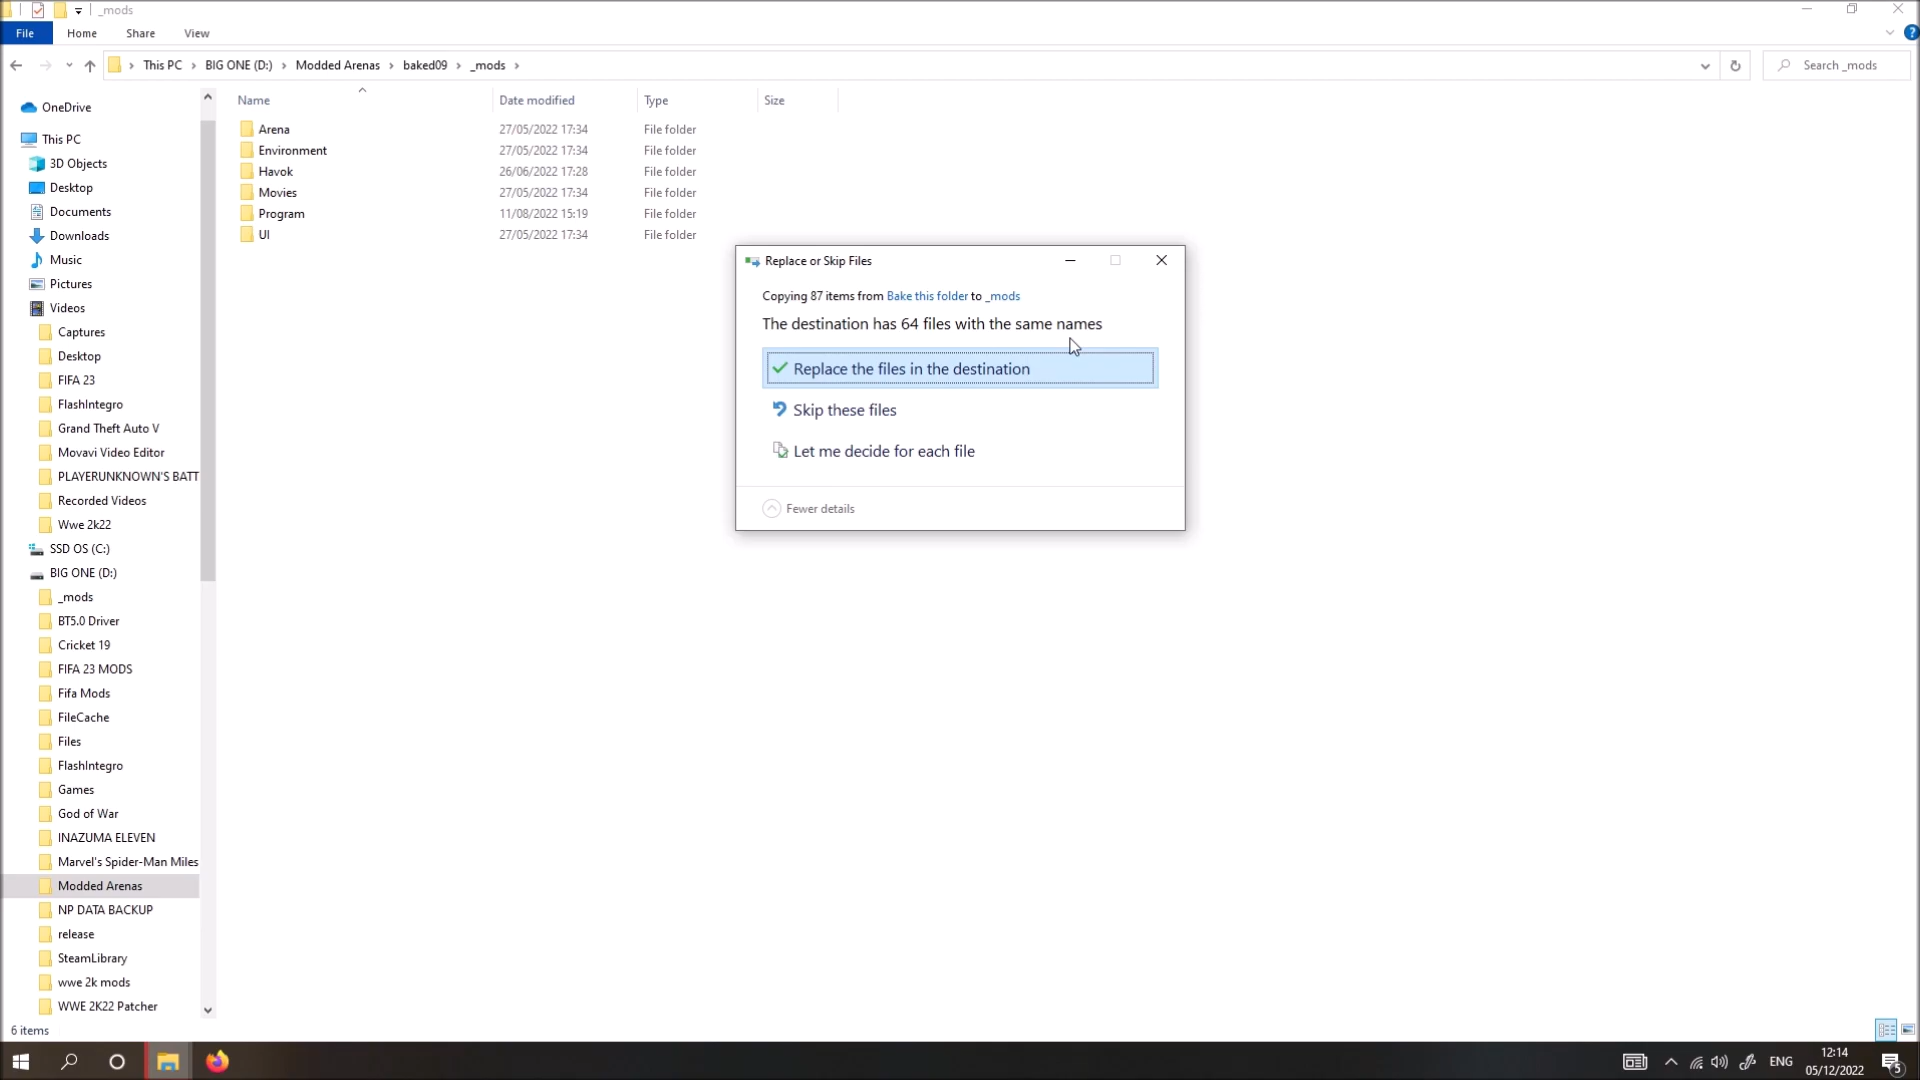 _mods
File
Home
Share
View
This PC
BIG ONE (D:)
Modded Arenas
baked09
_mods
Search _mods
Name
Date modified
Type
Size
Arena
27/05/2022 17:34
File folder
Environment
27/05/2022 17:34
File folder
Havok
26/06/2022 17:28
File folder
Movies
27/05/2022 17:34
File folder
Program
11/08/2022 15:19
File folder
UI
27/05/2022 17:34
File folder
OneDrive
This PC
3D Objects
Desktop
Documents
Downloads
Music
Pictures
Videos
Captures
Desktop
FIFA 23
FlashIntegro
Grand Theft Auto V
Movavi Video Editor
PLAYERUNKNOWN'S BATT
Recorded Videos
Wwe 2k22
SSD OS (C:)
BIG ONE (D:)
_mods
BT5.0 Driver
Cricket 19
FIFA 23 MODS
Fifa Mods
FileCache
Files
FlashIntegro
Games
God of War
INAZUMA ELEVEN
Marvel's Spider-Man Miles
Modded Arenas
NP DATA BACKUP
release
SteamLibrary
wwe 2k mods
WWE 2K22 Patcher
Replace or Skip Files
Copying 87 items from Bake this folder to _mods
The destination has 64 files with the same names
Replace the files in the destination
Skip these files
Let me decide for each file
Fewer details
6 items
ENG
12:14
05/12/2022
5